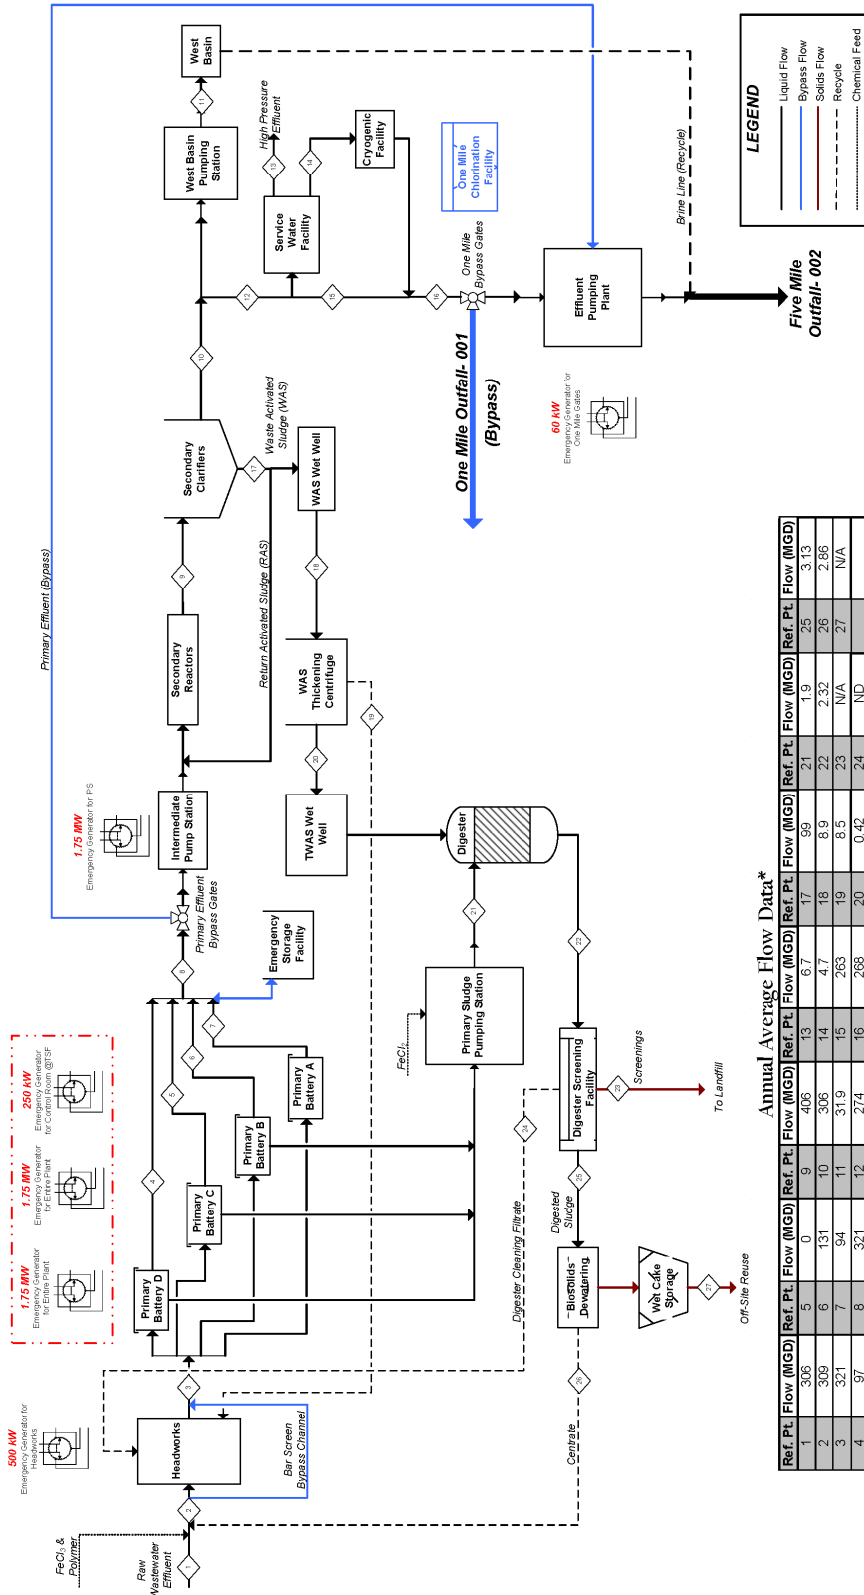 500 kW
Emergency Generator for
Headworks
1.75 MW
Emergency Generator
for Entire Plant
1.75 MW
Emergency Generator
for Entire Plant
250 kW
Emergency Generator
for Control Room @TSF
1.75 MW
Emergency Generator for PS
Primary Effluent (Bypass)
FeCl3 &
Polymer
Raw
Wastewater
Effluent
1
2
Headworks
Bar Screen
Bypass Channel
3
Primary
Battery D
Primary
Battery C
Primary
Battery B
Primary
Battery A
4
5
6
7
8
Emergency
Storage
Facility
Primary Effluent
Bypass Gates
Intermediate
Pump Station
Secondary
Reactors
9
Return Activated Sludge (RAS)
Secondary
Clarifiers
10
17
Waste Activated
Sludge (WAS)
WAS Wet Well
18
WAS
Thickening
Centrifuge
19
20
TWAS Wet
Well
West Basin
Pumping
Station
11
West
Basin
12
Service
Water
Facility
13
High Pressure
Effluent
14
Cryogenic
Facility
15
16
One Mile
Bypass Gates
One Mile
Chlorination
Facility
One Mile Outfall- 001
(Bypass)
Effluent
Pumping
Plant
Brine Line (Recycle)
Five Mile
Outfall- 002
60 kW
Emergency Generator for
One Mile Gates
FeCl2
Primary Sludge
Pumping Station
21
Digester
22
Digester Screening
Facility
23
Screenings
To Landfill
24
Digester Cleaning Filtrate
25
Digested
Sludge
Biosolids
Dewatering
26
Centrate
Wet Cake
Storage
27
Off-Site Reuse
LEGEND
Liquid Flow
Bypass Flow
Solids Flow
Recycle
Chemical Feed
Annual Average Flow Data*
Ref. Pt. Flow (MGD) Ref. Pt. Flow (MGD) Ref. Pt. Flow (MGD) Ref. Pt. Flow (MGD) Ref. Pt. Flow (MGD) Ref. Pt. Flow (MGD) Ref. Pt. Flow (MGD)
1 306 5 0 9 406 13 6.7 17 99 21 1.9 25 3.13
2 309 6 131 10 306 14 4.7 18 8.9 22 2.32 26 2.86
3 321 7 94 11 31.9 15 263 19 8.5 23 N/A 27 N/A
4 97 8 321 12 274 16 268 20 0.42 24 ND